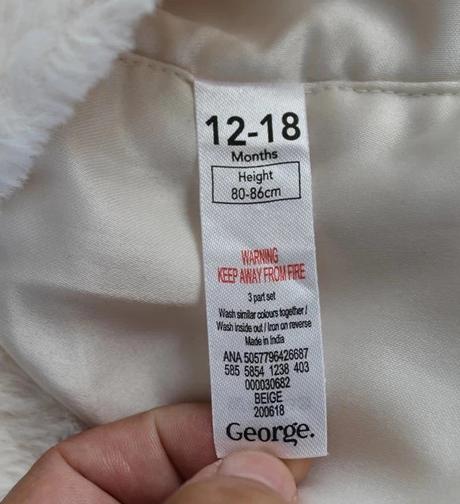 12-18
Months
Height
80-86cm
WARNING
KEEP AWAY FROM FIRE
3 part set
Wash similar colours together/
Wash inside out / Iron on reverse
Made in India
ANA 5057796426687
585 5854 1238 403
000030682
BEIGE
200618
George.